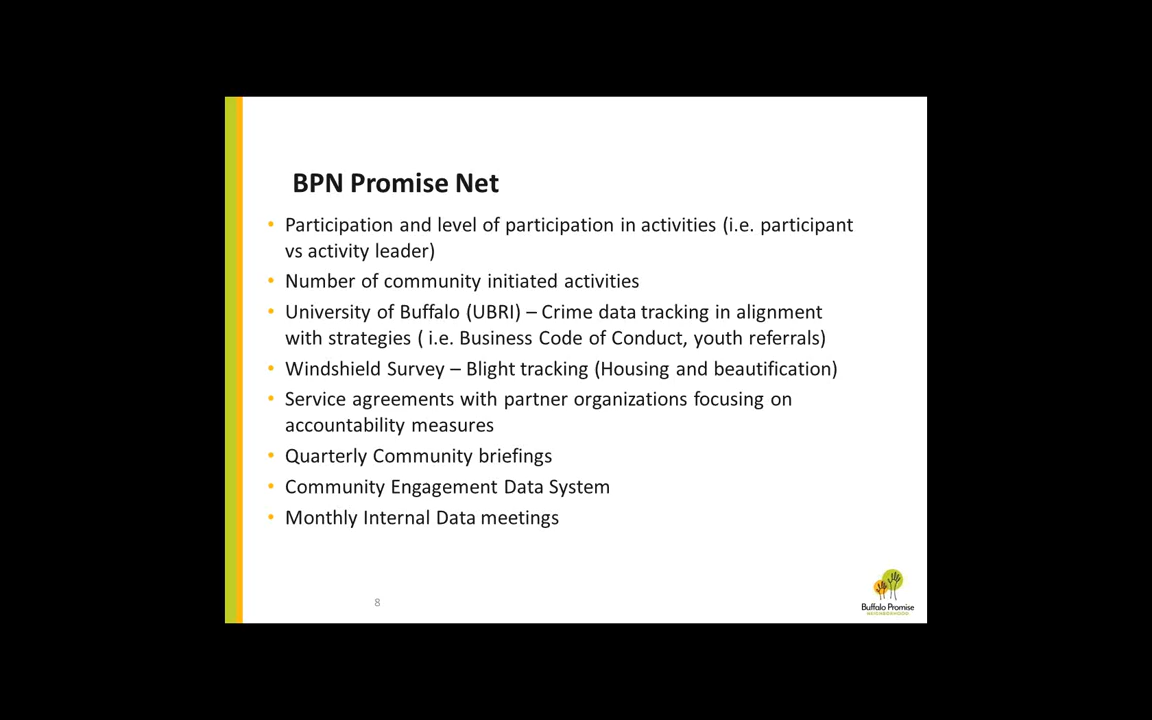 BPN Promise Net
• Participation and level of participation in activities (i.e. participant
vs activity leader)
• Number of community initiated activities
• University of Buffalo (UBRI) – Crime data tracking in alignment
with strategies ( i.e. Business Code of Conduct, youth referrals)
• Windshield Survey – Blight tracking (Housing and beautification)
• Service agreements with partner organizations focusing on
accountability measures
• Quarterly Community briefings
• Community Engagement Data System
• Monthly Internal Data meetings
8
Buffalo Promise